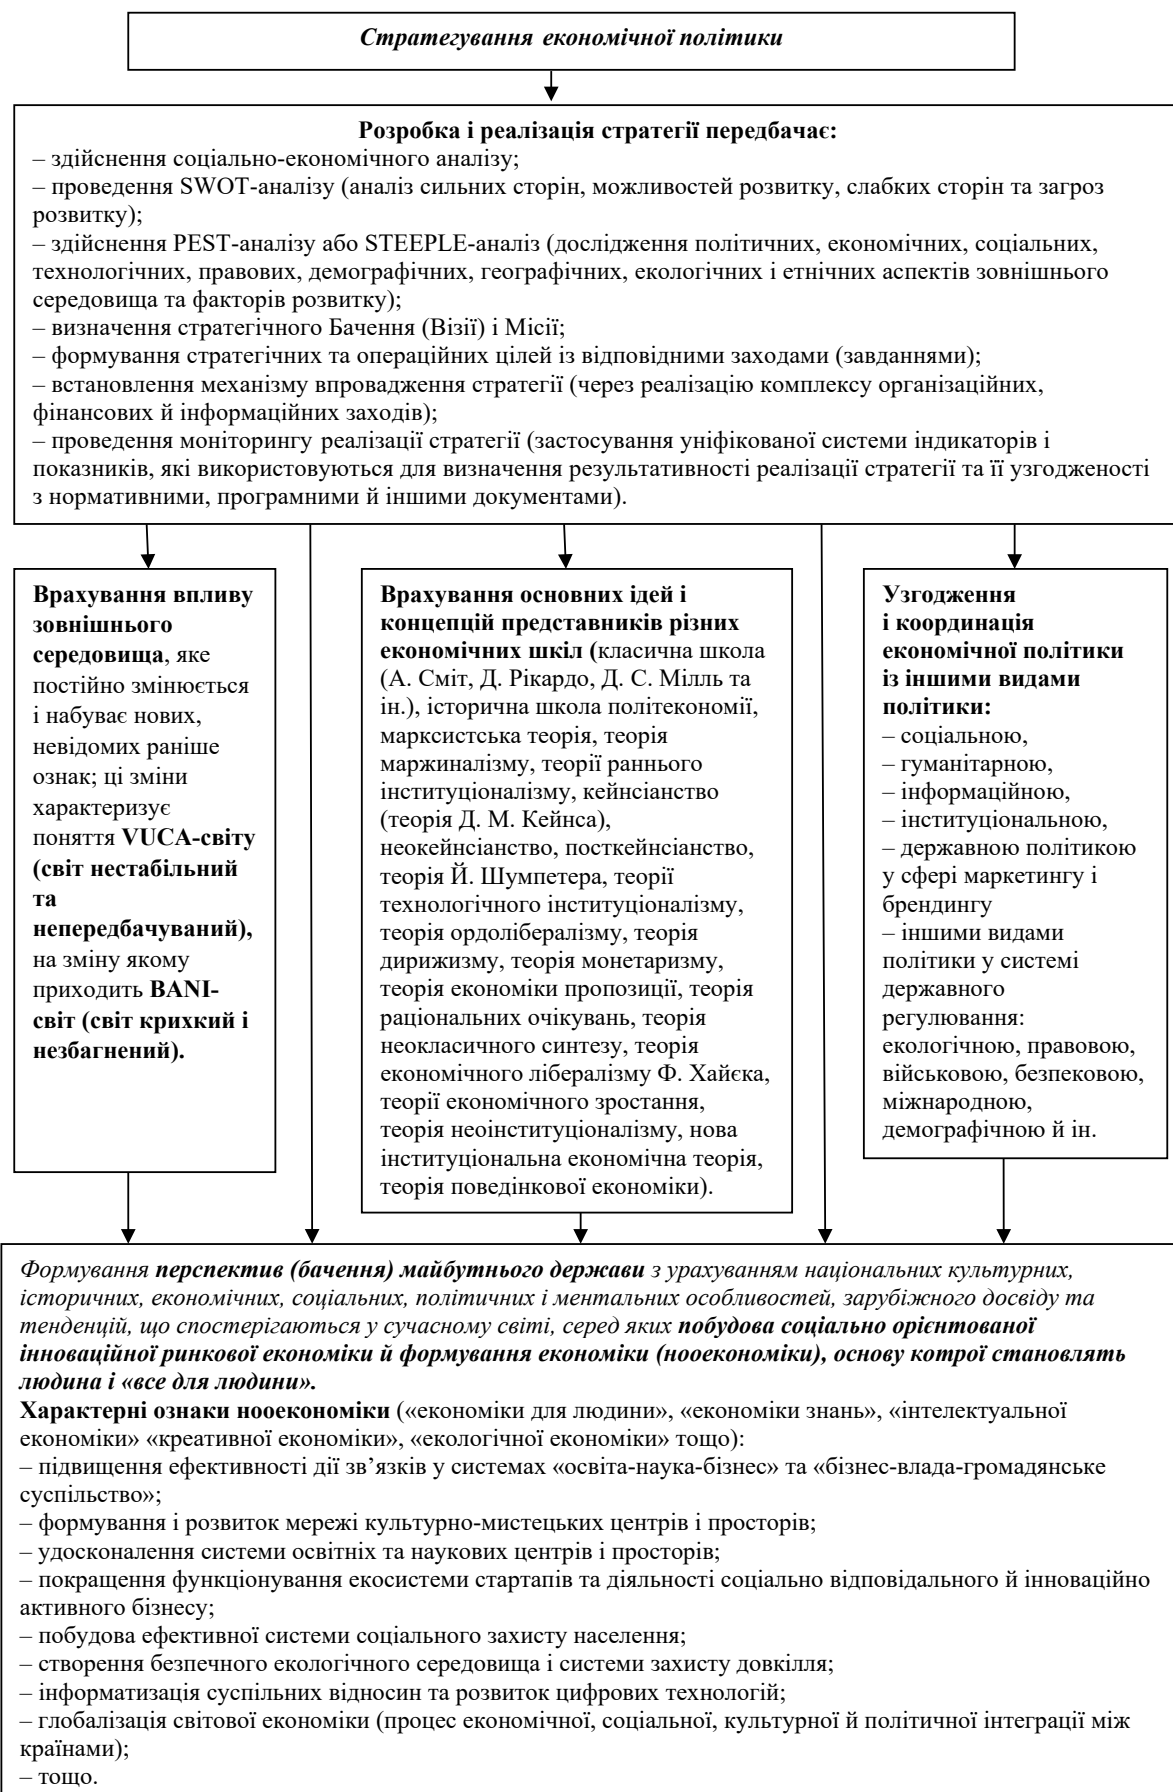 Стратегування економічної політики
Розробка і реалізація стратегії передбачає:
– здійснення соціально-економічного аналізу;
– проведення SWOT-аналізу (аналіз сильних сторін, можливостей розвитку, слабких сторін та загроз
розвитку);
– здійснення PEST-аналізу або STEEPLE-аналіз (дослідження політичних, економічних, соціальних,
технологічних, правових, демографічних, географічних, екологічних і етнічних аспектів зовнішнього
середовища та факторів розвитку);
– визначення стратегічного Бачення (Візії) і Місії;
– формування стратегічних та операційних цілей із відповідними заходами (завданнями);
– встановлення механізму впровадження стратегії (через реалізацію комплексу організаційних,
фінансових й інформаційних заходів);
– проведення моніторингу реалізації стратегії (застосування уніфікованої системи індикаторів і
показників, які використовуються для визначення результативності реалізації стратегії та її узгодженості
з нормативними, програмними й іншими документами).
Врахування впливу
зовнішнього
середовища, яке
постійно змінюється
і набуває нових,
невідомих раніше
ознак; ці зміни
характеризує
поняття VUCA-світу
(світ нестабільний
та
непередбачуваний),
на зміну якому
приходить BANI-
світ (світ крихкий і
незбагнений).
Врахування основних ідей і
концепцій представників різних
економічних шкіл (класична школа
(А. Сміт, Д. Рікардо, Д. С. Мілль та
ін.), історична школа політекономії,
марксистська теорія, теорія
маржиналізму, теорії раннього
інституціоналізму, кейнсіанство
(теорія Д. М. Кейнса),
неокейнсіанство, посткейнсіанство,
теорія Й. Шумпетера, теорії
технологічного інституціоналізму,
теорія ордолібералізму, теорія
дирижизму, теорія монетаризму,
теорія економіки пропозиції, теорія
раціональних очікувань, теорія
неокласичного синтезу, теорія
економічного лібералізму Ф. Хайєка,
теорії економічного зростання,
теорія неоінституціоналізму, нова
інституціональна економічна теорія,
теорія поведінкової економіки).
Узгодження
і координація
економічної політики
із іншими видами
політики:
– соціальною,
– гуманітарною,
– інформаційною,
– інституціональною,
– державною політикою
у сфері маркетингу і
брендингу
– іншими видами
політики у системі
державного
регулювання:
екологічною, правовою,
військовою, безпековою,
міжнародною,
демографічною й ін.
Формування перспектив (бачення) майбутнього держави з урахуванням національних культурних,
історичних, економічних, соціальних, політичних і ментальних особливостей, зарубіжного досвіду та
тенденцій, що спостерігаються у сучасному світі, серед яких побудова соціально орієнтованої
інноваційної ринкової економіки й формування економіки (нооекономіки), основу котрої становлять
людина і «все для людини».
Характерні ознаки нооекономіки («економіки для людини», «економіки знань», «інтелектуальної
економіки» «креативної економіки», «екологічної економіки» тощо):
– підвищення ефективності дії зв’язків у системах «освіта-наука-бізнес» та «бізнес-влада-громадянське
суспільство»;
– формування і розвиток мережі культурно-мистецьких центрів і просторів;
– удосконалення системи освітніх та наукових центрів і просторів;
– покращення функціонування екосистеми стартапів та діяльності соціально відповідального й інноваційно
активного бізнесу;
– побудова ефективної системи соціального захисту населення;
– створення безпечного екологічного середовища і системи захисту довкілля;
– інформатизація суспільних відносин та розвиток цифрових технологій;
– глобалізація світової економіки (процес економічної, соціальної, культурної й політичної інтеграції між
країнами);
– тощо.